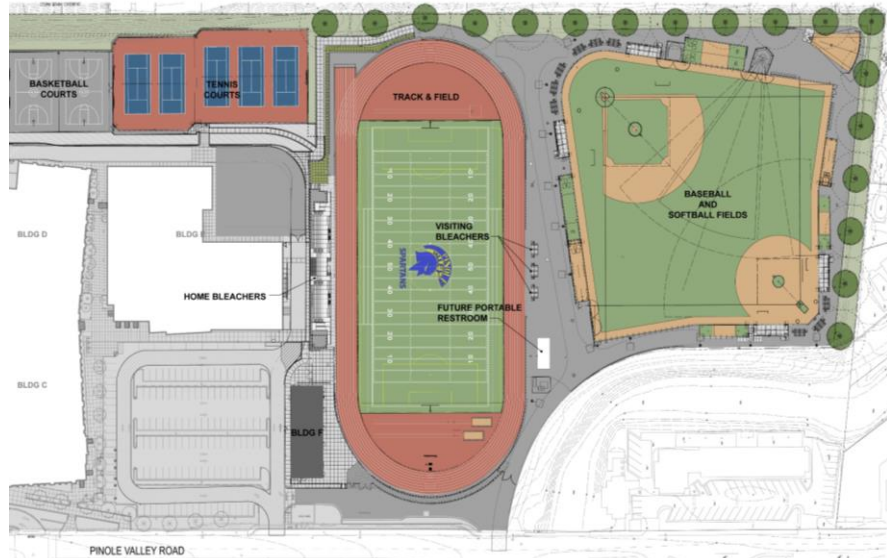 BASKETBALL
COURTS
TENNIS
COURTS
TRACK & FIELD
BASEBALL
AND
SOFTBALL FIELDS
BLDG D
BLDG
VISITING
BLEACHERS
SPARTANS
HOME BLEACHERS
FUTURE PORTABLE
RESTROOM
BLDG C
BLDG F
PINOLE VALLEY ROAD